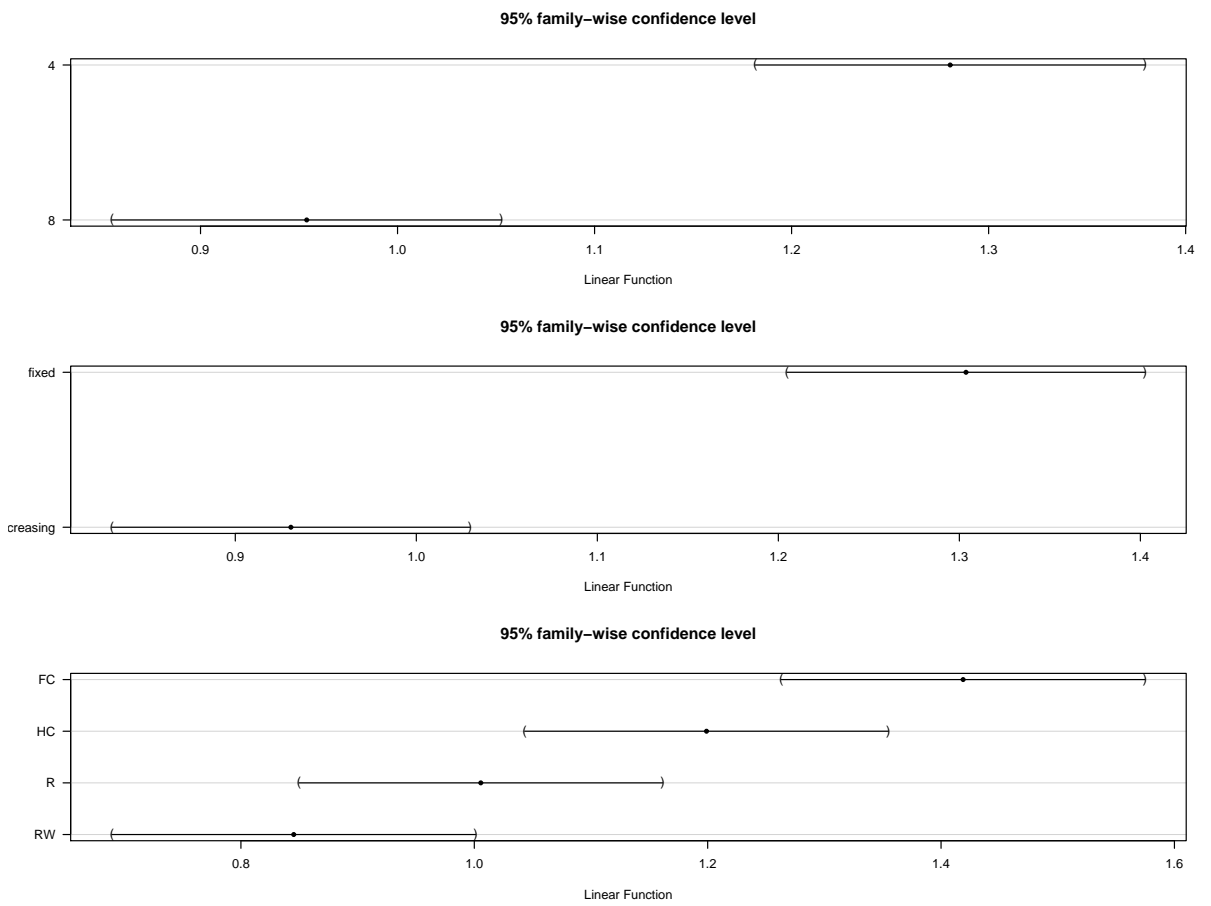 95% family–wise confidence level
4
8
0.9 1.0 1.1 1.2 1.3 1.4
Linear Function
95% family–wise confidence level
fixed
creasing
0.9 1.0 1.1 1.2 1.3 1.4
Linear Function
95% family–wise confidence level
FC
HC
R
RW
0.8 1.0 1.2 1.4 1.6
Linear Function